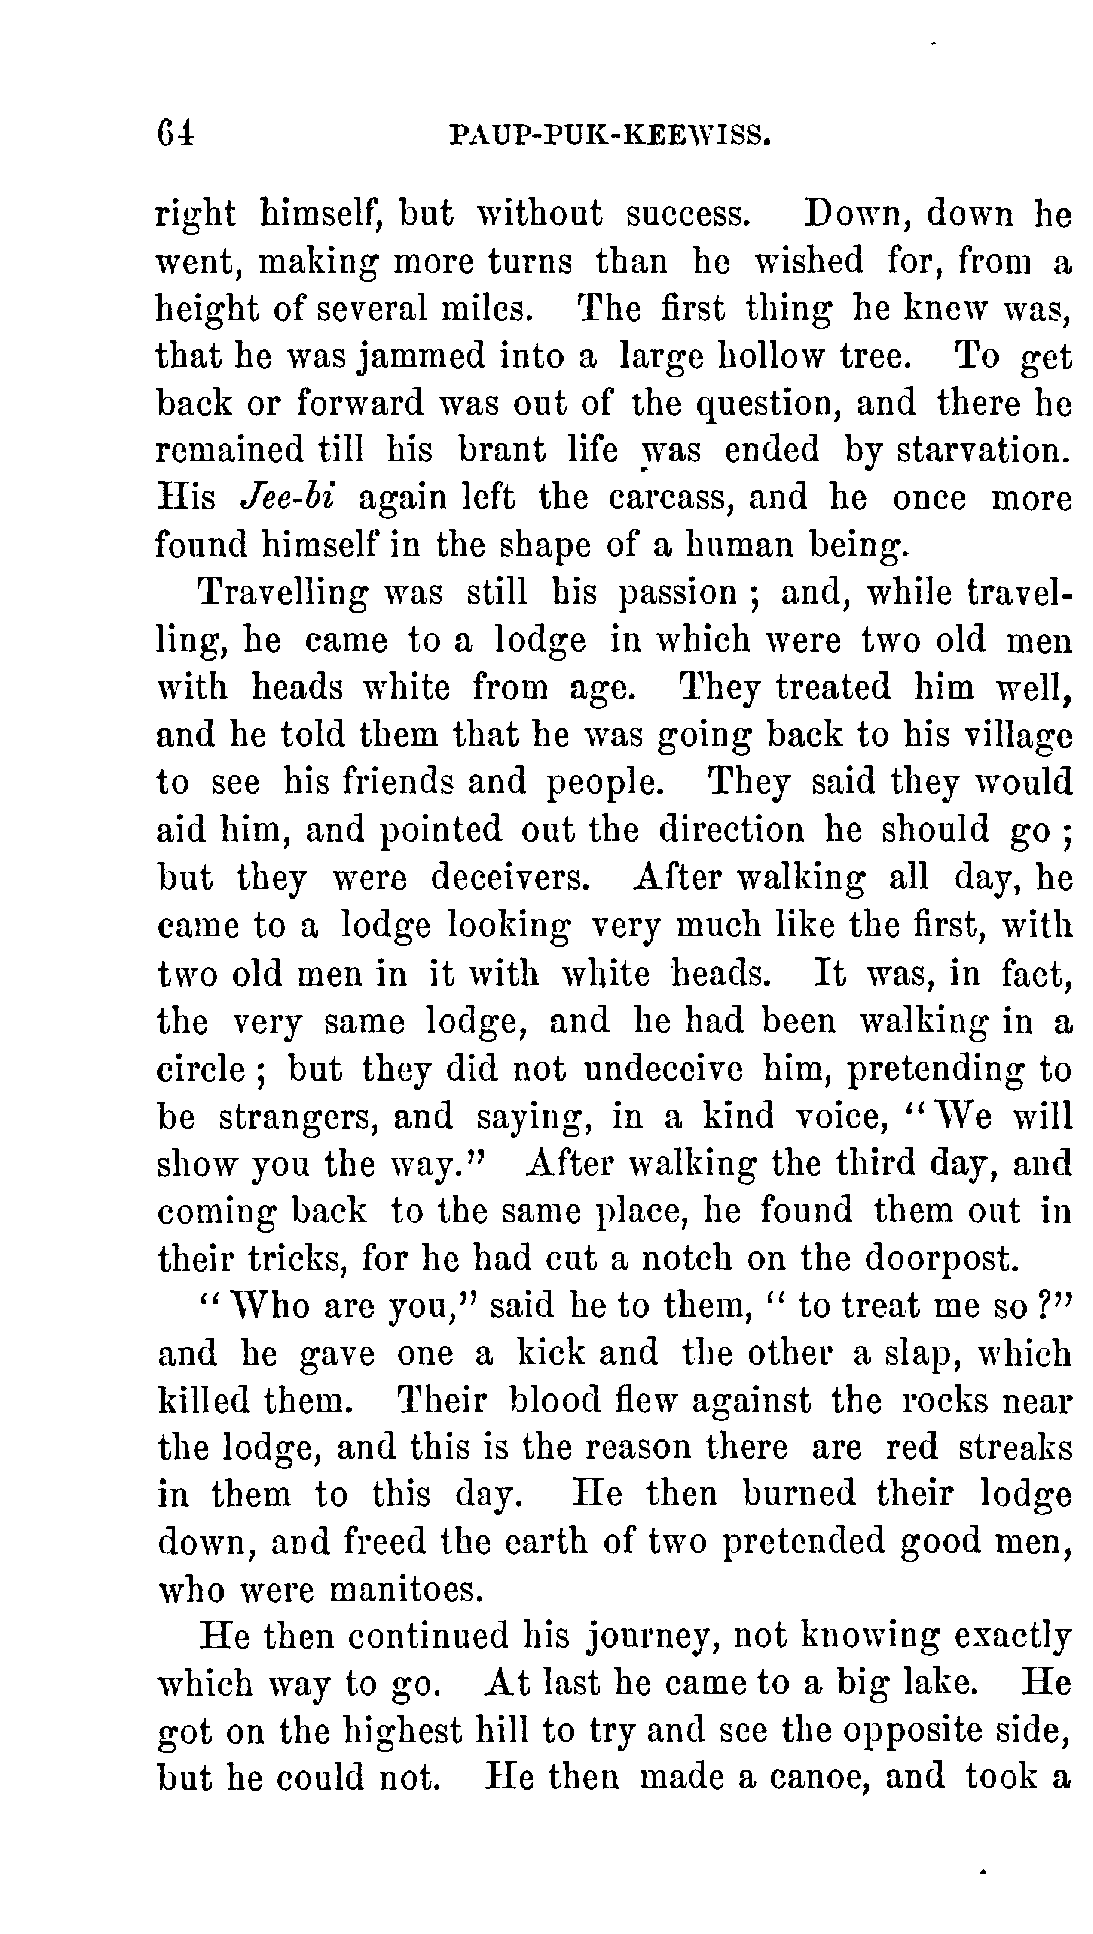 64 PAUP-PUK-KEEWISS.
right himself, but without success. Down, down he
went, making more turns than he wished for, from a
height of several miles. The first thing he knew was,
that he was jammed into a large hollow tree. To get
back or forward was out of the question, and there he
remained till his brant life was ended by starvation.
His Jee-bi again left the carcass, and he once more
found himself in the shape of a human being.
Travelling was still his passion ; and, while travel-
ling, he came to a lodge in which were two old men
with heads white from age. They treated him well,
and he told them that he was going back to his village
to see his friends and people. They said they would
aid him, and pointed out the direction he should go ;
but they were deceivers. After walking all day, he
came to a lodge looking very much like the first, with
two old men in it with white heads. It was, in fact,
the very same lodge, and he had been walking in a
circle ; but they did not undeceive him, pretending to
be strangers, and saying, in a kind voice, “ We will
show you the way.” After walking the third day, and
coming back to the same place, he found them out in
their tricks, for he had cut a notch on the doorpost.
“ Who are you,” said he to them, “ to treat me so ?”
and he gave one a kick and the other a slap, which
killed them. Their blood flew against the rocks near
the lodge, and this is the reason there are red streaks
in them to this day. He then burned their lodge
down, and freed the earth of two pretended good men,
who were manitoes.
He then continued his journey, not knowing exactly
which way to go. At last he came to a big lake. He
got on the highest hill to try and see the opposite side,
but he could not. He then made a canoe, and took a